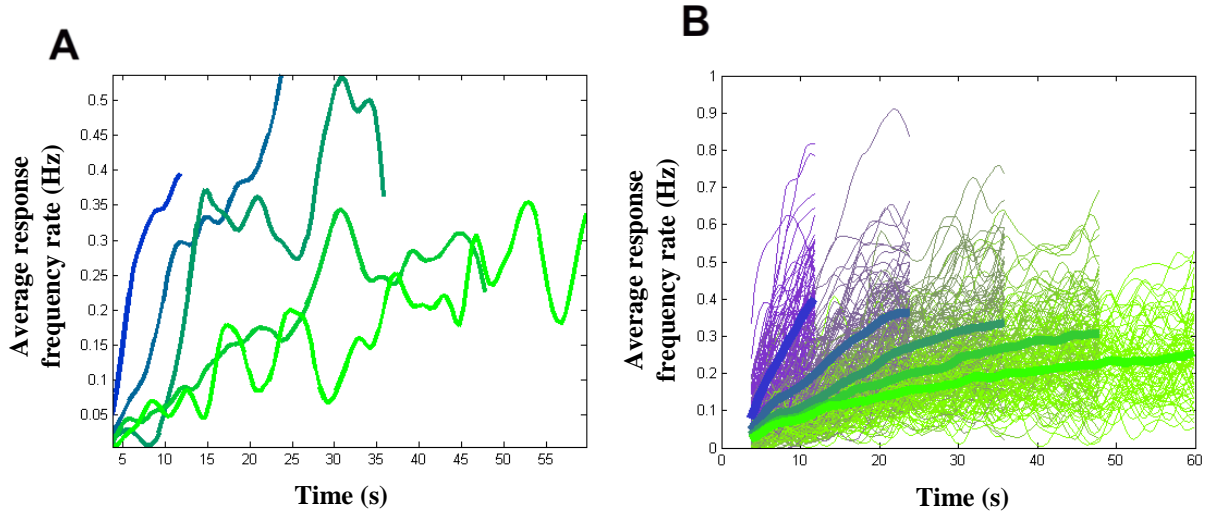 A
Average response
frequency rate (Hz)
0.5
0.45
0.4
0.35
0.3
0.25
0.2
0.15
0.1
0.05
5 10 15 20 25 30 35 40 45 50 55
Time (s)
B
Average response
frequency rate (Hz)
1
0.9
0.8
0.7
0.6
0.5
0.4
0.3
0.2
0.1
0
0 10 20 30 40 50 60
Time (s)